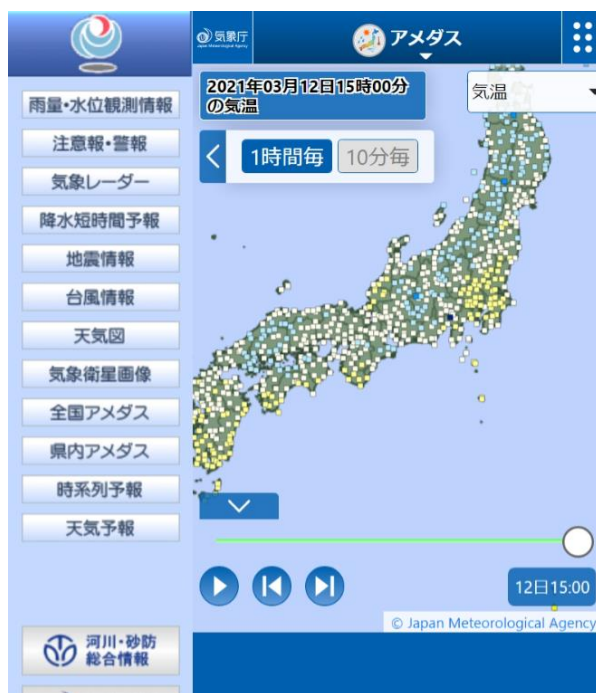 雨量・水位観測情報
注意報・警報
気象レーダー
降水短時間予報
地震情報
台風情報
天気図
気象衛星画像
全国アメダス
県内アメダス
時系列予報
天気予報
河川・砂防
総合情報
気象庁
Japan Meteorological Agency
アメダス
2021年03月12日15時00分
の気温
気温
1時間毎
10分毎
12日15:00
© Japan Meteorological Agency